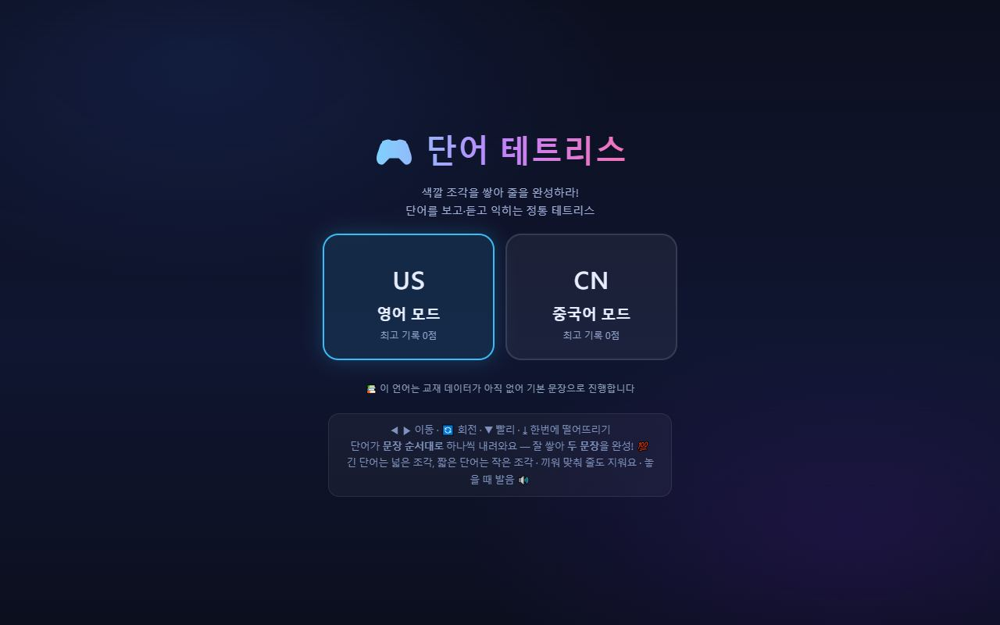 🎮 단어 테트리스
색깔 조각을 쌓아 줄을 완성하라!
단어를 보고·듣고 익히는 정통 테트리스
US
영어 모드
최고 기록 0점
CN
중국어 모드
최고 기록 0점
📚 이 언어는 교재 데이터가 아직 없어 기본 문장으로 진행합니다
◀ ▶ 이동 · 🔄 회전 · ▼ 빨리 · ⤓ 한번에 떨어뜨리기
단어가 문장 순서대로 하나씩 내려와요 — 잘 쌓아 두 문장을 완성! 💯
긴 단어는 넓은 조각, 짧은 단어는 작은 조각 · 끼워 맞춰 줄도 지워요 · 놓
을 때 발음 🔊